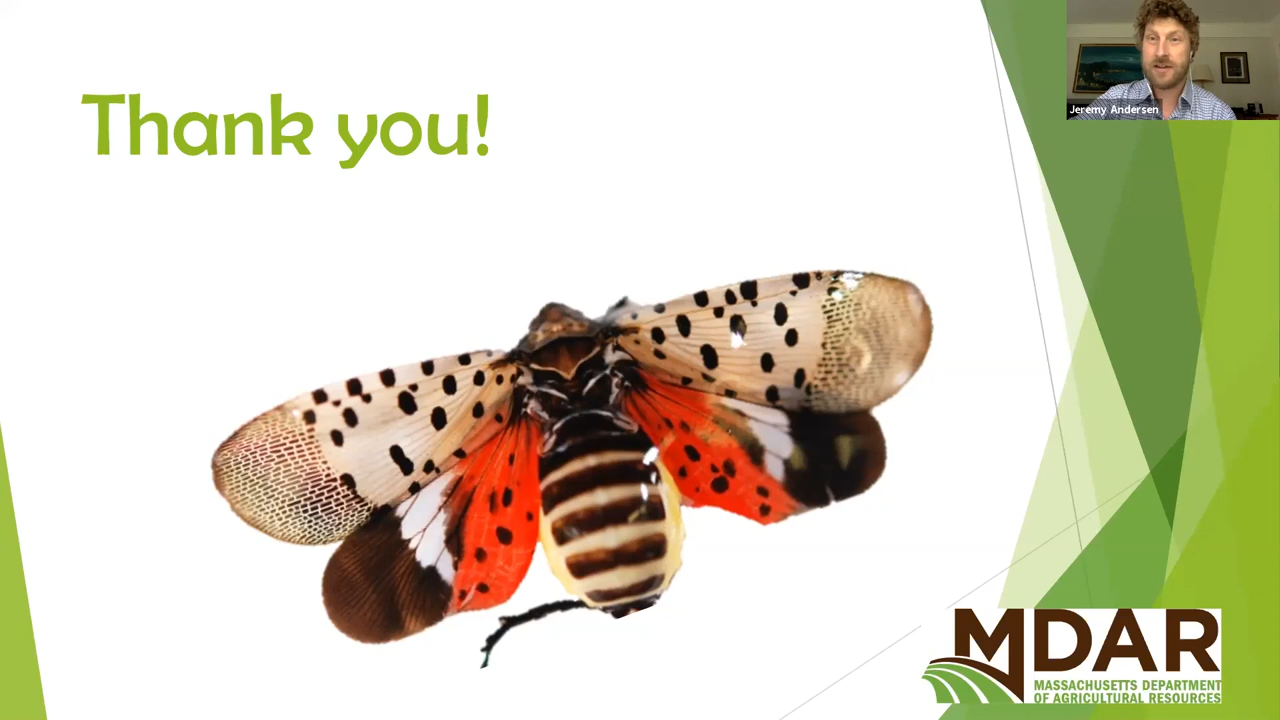 Thank you!
Jeremy Andersen
MDAR
MASSACHUSETTS DEPARTMENT
OF AGRICULTURAL RESOURCES